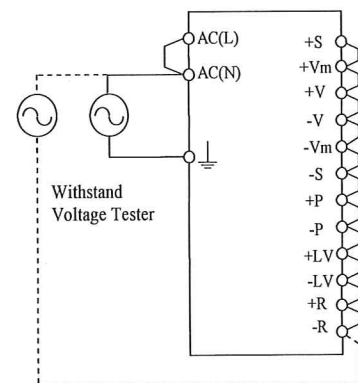 AC(L)
AC(N)
Withstand
Voltage Tester
+S
+Vm
+V
-V
-Vm
-S
+P
-P
+LV
-LV
+R
-R